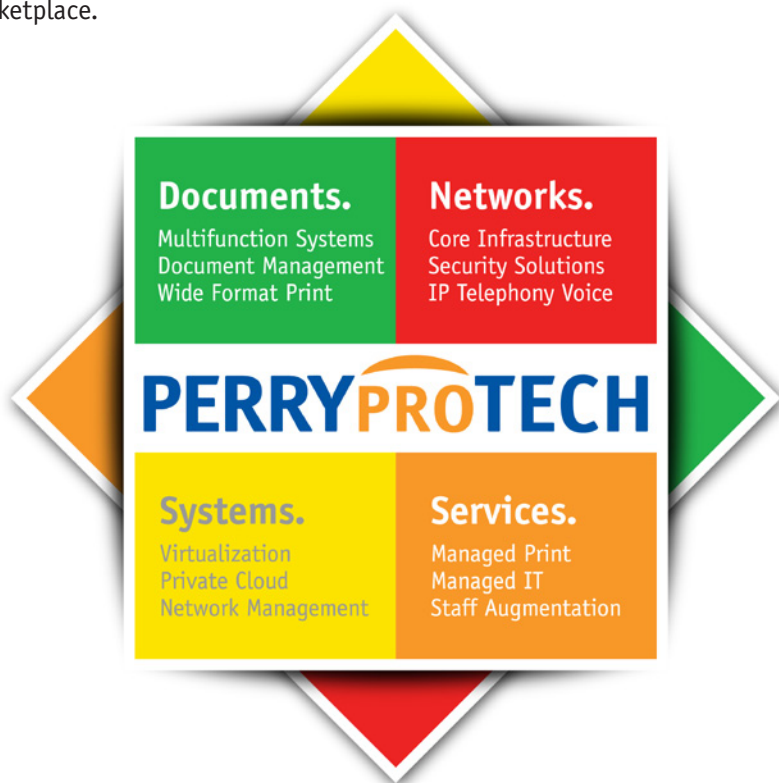 ketplace.
Documents.
Multifunction Systems
Document Management
Wide Format Print
Networks.
Core Infrastructure
Security Solutions
IP Telephony Voice
PERRYPROTECH
Systems.
Virtualization
Private Cloud
Network Management
Services.
Managed Print
Managed IT
Staff Augmentation